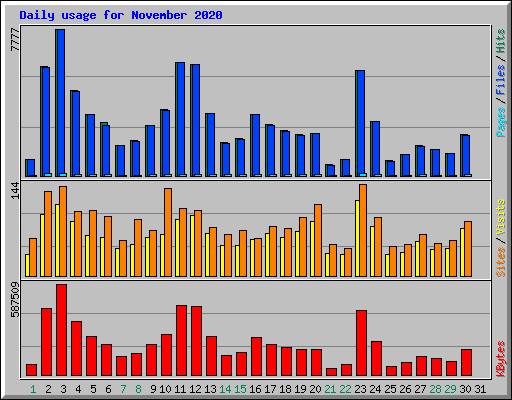 Daily usage for November 2020
7777
Pages / Files / Hits
144
Sites / Visits
587509
KBytes
1 2 3 4 5 6 7 8 9 10 11 12 13 14 15 16 17 18 19 20 21 22 23 24 25 26 27 28 29 30 31